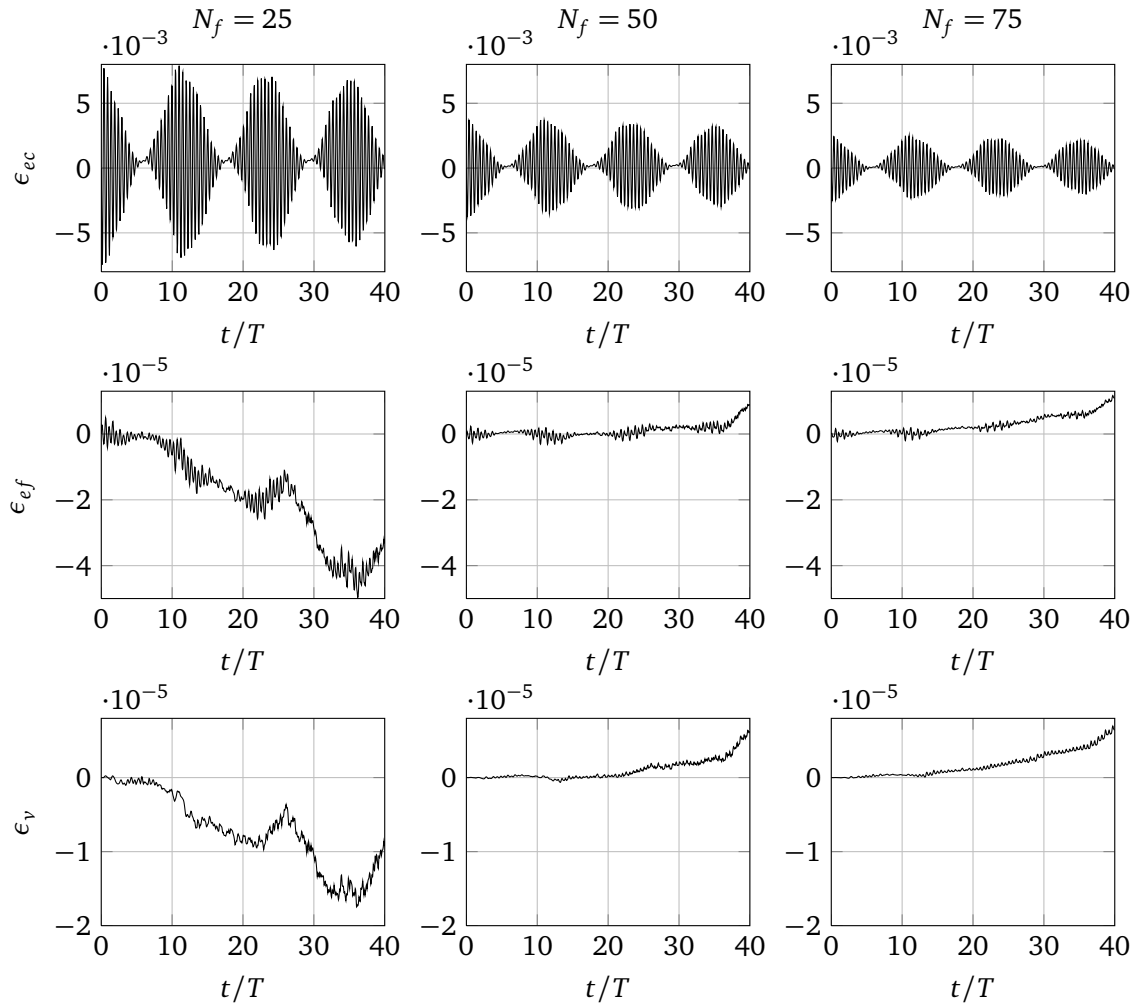 N_f = 25 N_f = 50 N_f = 75
·10⁻³ ·10⁻³ ·10⁻³
5 5 5
ϵ_ec 0 0 0
−5 −5 −5
0 10 20 30 40 0 10 20 30 40 0 10 20 30 40
t/T t/T t/T
·10⁻⁵ ·10⁻⁵ ·10⁻⁵
0 0 0
ϵ_ef −2 −2 −2
−4 −4 −4
0 10 20 30 40 0 10 20 30 40 0 10 20 30 40
t/T t/T t/T
·10⁻⁵ ·10⁻⁵ ·10⁻⁵
0 0 0
ϵ_v −1 −1 −1
−2 −2 −2
0 10 20 30 40 0 10 20 30 40 0 10 20 30 40
t/T t/T t/T